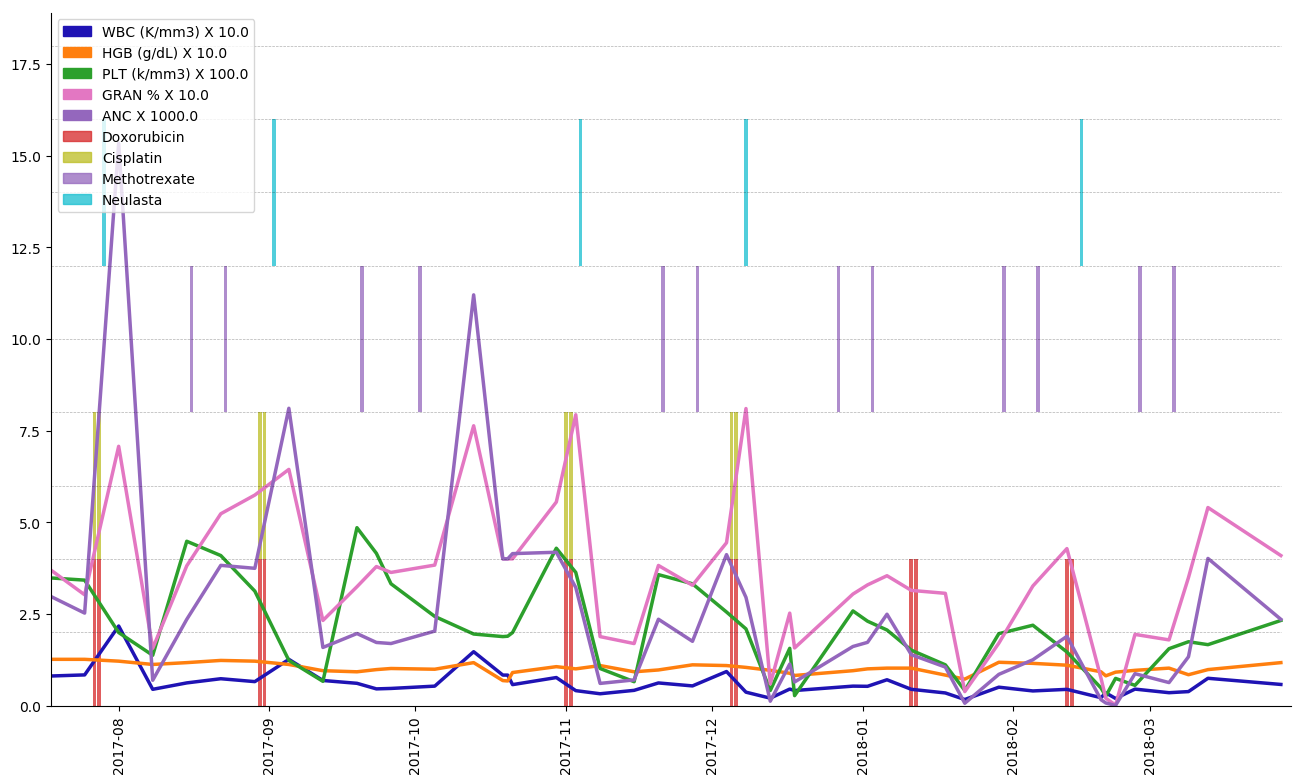 WBC (K/mm3) X 10.0
HGB (g/dL) X 10.0
PLT (k/mm3) X 100.0
GRAN % X 10.0
ANC X 1000.0
Doxorubicin
Cisplatin
Methotrexate
Neulasta
17.5
15.0
12.5
10.0
7.5
5.0
2.5
0.0
2017-08
2017-09
2017-10
2017-11
2017-12
2018-01
2018-02
2018-03